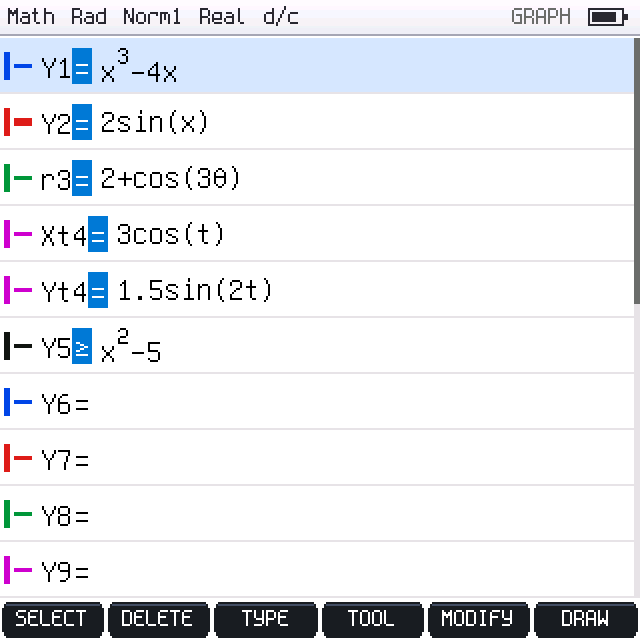 Math Rad Norm1 Real d/c GRAPH
Y1= x³-4x
Y2= 2sin(x)
r3= 2+cos(3θ)
Xt4= 3cos(t)
Yt4= 1.5sin(2t)
Y5≥ x²-5
Y6=
Y7=
Y8=
Y9=
SELECT DELETE TYPE TOOL MODIFY DRAW